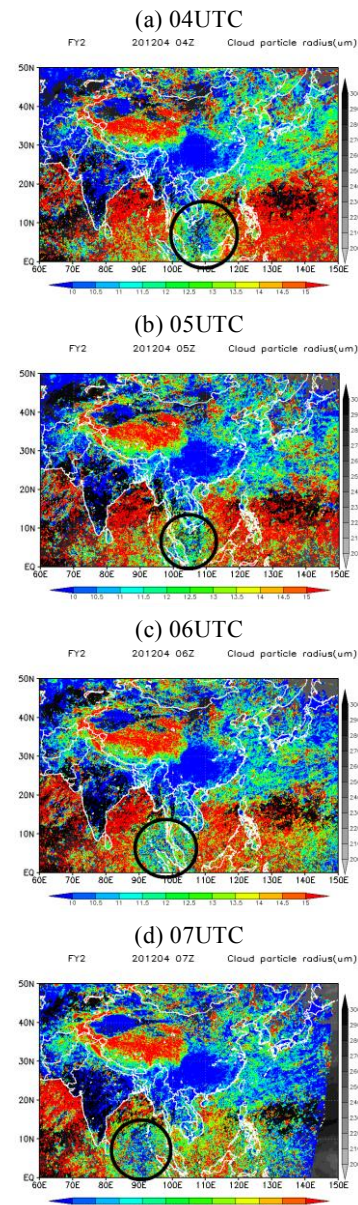 (a) 04UTC
FY2 201204 04Z Cloud particle radius(um)
50N
40N
30N
20N
10N
EQ
60E 70E 80E 90E 100E 110E 120E 130E 140E 150E
10 10.5 11 11.5 12 12.5 13 13.5 14 14.5 15
(b) 05UTC
FY2 201204 05Z Cloud particle radius(um)
50N
40N
30N
20N
10N
EQ
60E 70E 80E 90E 100E 110E 120E 130E 140E 150E
10 10.5 11 11.5 12 12.5 13 13.5 14 14.5 15
(c) 06UTC
FY2 201204 06Z Cloud particle radius(um)
50N
40N
30N
20N
10N
EQ
60E 70E 80E 90E 100E 110E 120E 130E 140E 150E
10 10.5 11 11.5 12 12.5 13 13.5 14 14.5 15
(d) 07UTC
FY2 201204 07Z Cloud particle radius(um)
50N
40N
30N
20N
10N
EQ
60E 70E 80E 90E 100E 110E 120E 130E 140E 150E